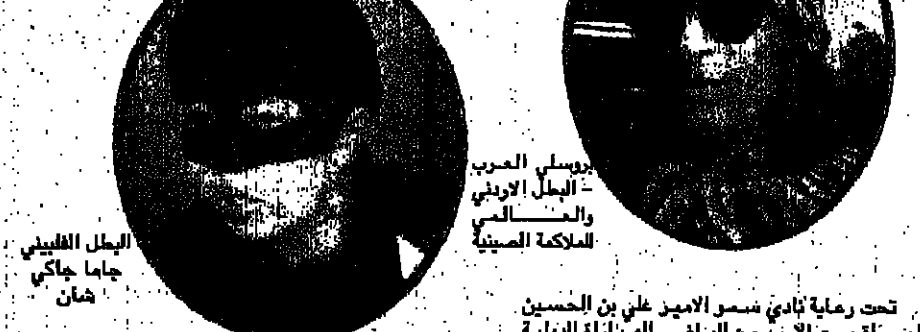 بروسلي العرب
- البطل الاردني
والعـــــالمي
للملاكمة الصينية
البطل الفلبيني
جاما جاكي
شان
تحت رعاية نادي سمو الامير علي بن الحسين